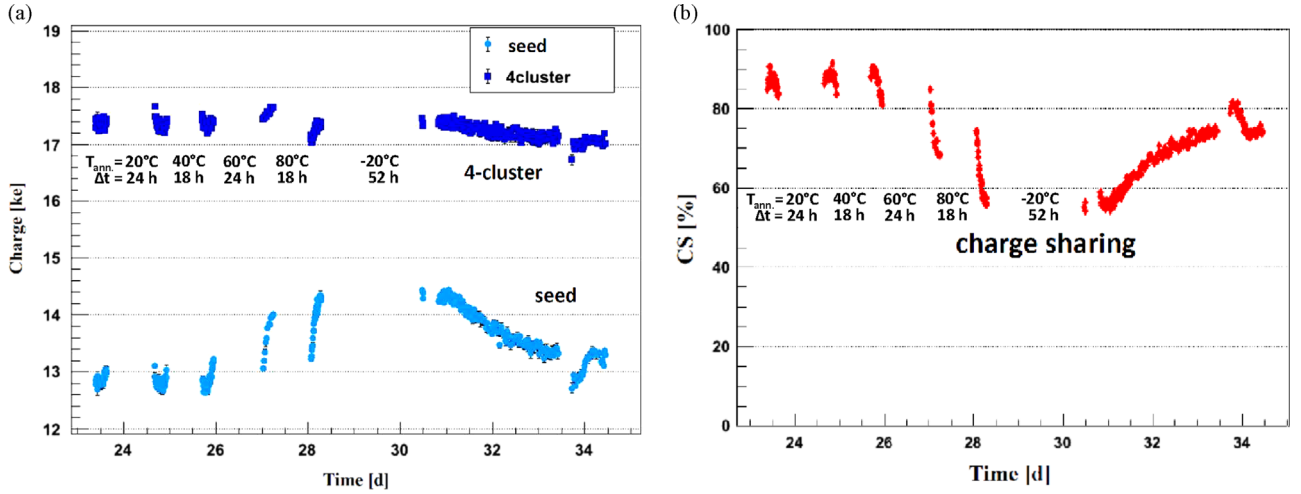 (a)
19
18
17
16
15
14
13
12
Charge [ke]
seed
4cluster
T ann. = 20°C 40°C 60°C 80°C -20°C
Δt = 24 h 18 h 24 h 18 h 52 h
4-cluster
seed
24 26 28 30 32 34
Time [d]
(b)
100
80
60
40
20
0
CS [%]
T ann. = 20°C 40°C 60°C 80°C -20°C
Δt = 24 h 18 h 24 h 18 h 52 h
charge sharing
24 26 28 30 32 34
Time [d]